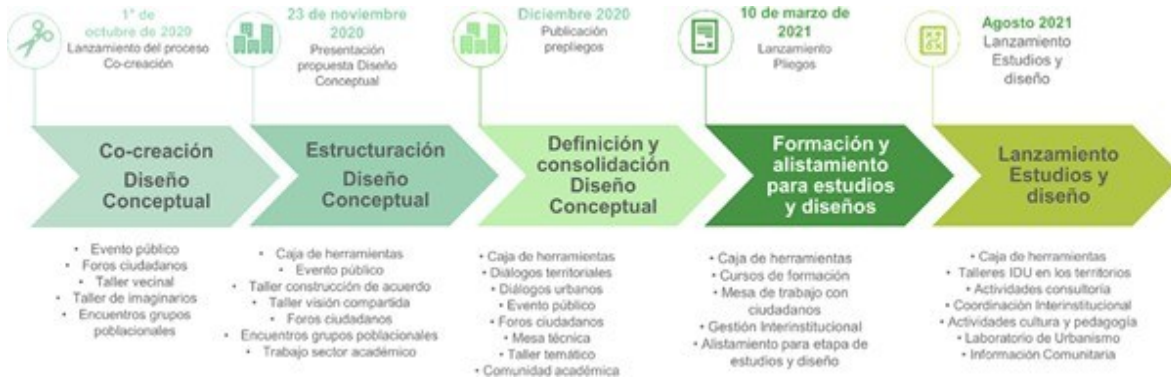 1° de
octubre de 2020
Lanzamiento del proceso
Co-creación
23 de noviembre
2020
Presentación
propuesta Diseño
Conceptual
Diciembre 2020
Publicación
prepliegos
10 de marzo de
2021
Lanzamiento
Pliegos
Agosto 2021
Lanzamiento
Estudios y
diseño
Co-creación
Diseño
Conceptual
Estructuración
Diseño
Conceptual
Definición y
consolidación
Diseño
Conceptual
Formación y
alistamiento
para estudios
y diseños
Lanzamiento
Estudios y
diseño
• Evento público
• Foros ciudadanos
• Taller vecinal
• Taller de imaginarios
• Encuentros grupos
poblacionales
• Caja de herramientas
• Evento público
• Taller construcción de acuerdo
• Taller visión compartida
• Foros ciudadanos
• Encuentros grupos poblacionales
• Trabajo sector académico
• Caja de herramientas
• Diálogos territoriales
• Diálogos urbanos
• Evento público
• Foros ciudadanos
• Mesa técnica
• Taller temático
• Comunidad académica
• Caja de herramientas
• Cursos de formación
• Mesa de trabajo con
ciudadanos
• Gestión Interinstitucional
• Alistamiento para etapa de
estudios y diseño
• Caja de herramientas
• Talleres IDU en los territorios
• Actividades consultoría
• Coordinación Interinstitucional
• Actividades cultura y pedagogía
• Laboratorio de Urbanismo
• Información Comunitaria